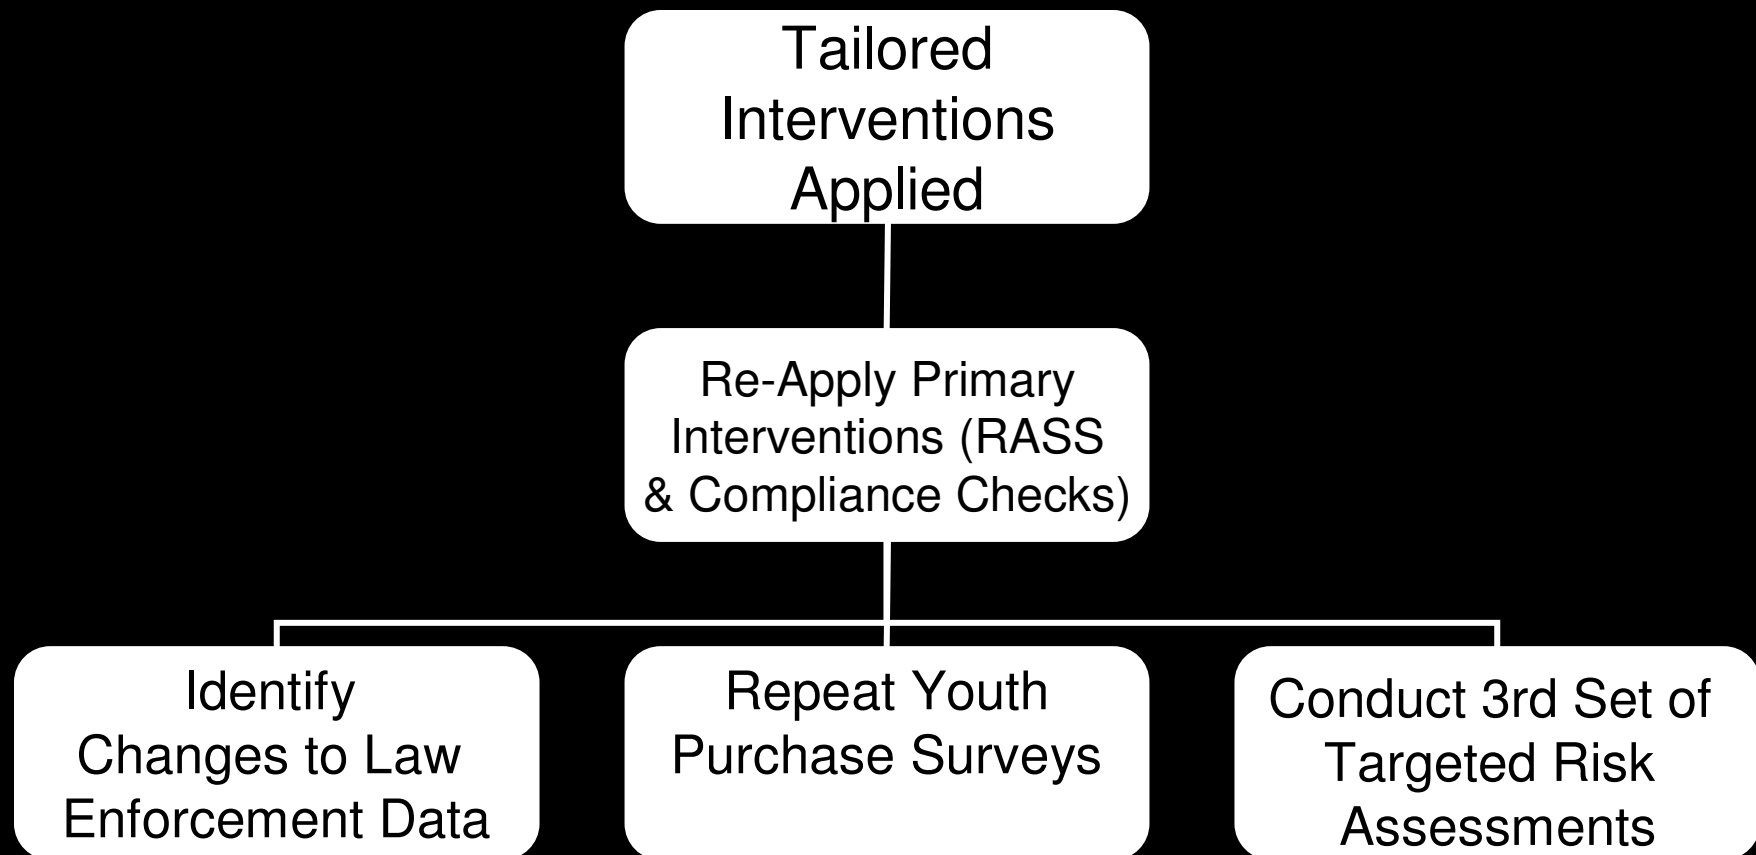 Tailored
Interventions
Applied
Re-Apply Primary
Interventions (RASS
& Compliance Checks)
Identify
Changes to Law
Enforcement Data
Repeat Youth
Purchase Surveys
Conduct 3rd Set of
Targeted Risk
Assessments